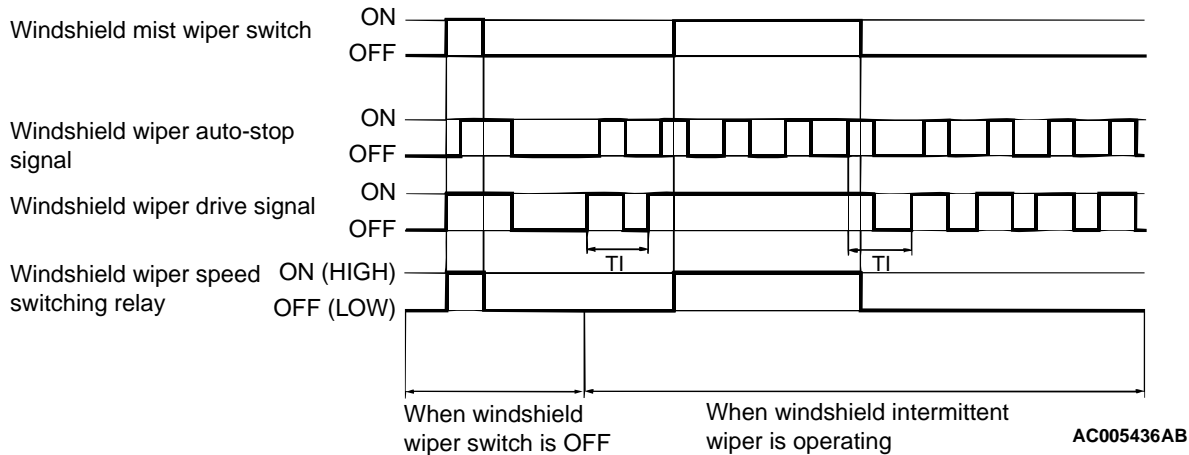 Windshield mist wiper switch
ON
OFF
Windshield wiper auto-stop
signal
ON
OFF
Windshield wiper drive signal
ON
OFF
TI
TI
Windshield wiper speed
switching relay
ON (HIGH)
OFF (LOW)
When windshield
wiper switch is OFF
When windshield intermittent
wiper is operating
AC005436AB